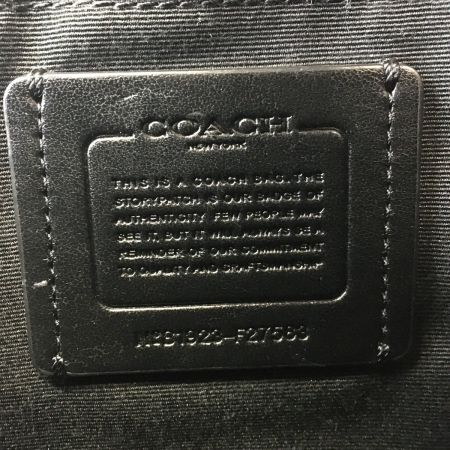 COACH
NEW YORK
THIS IS A COACH BAG. THE
STORYPATCH IS OUR BADGE OF
AUTHENTICITY. FEW PEOPLE MAY
SEE IT, BUT IT WILL ALWAYS BE A
REMINDER OF OUR COMMITMENT
TO QUALITY AND CRAFTSMANSHIP